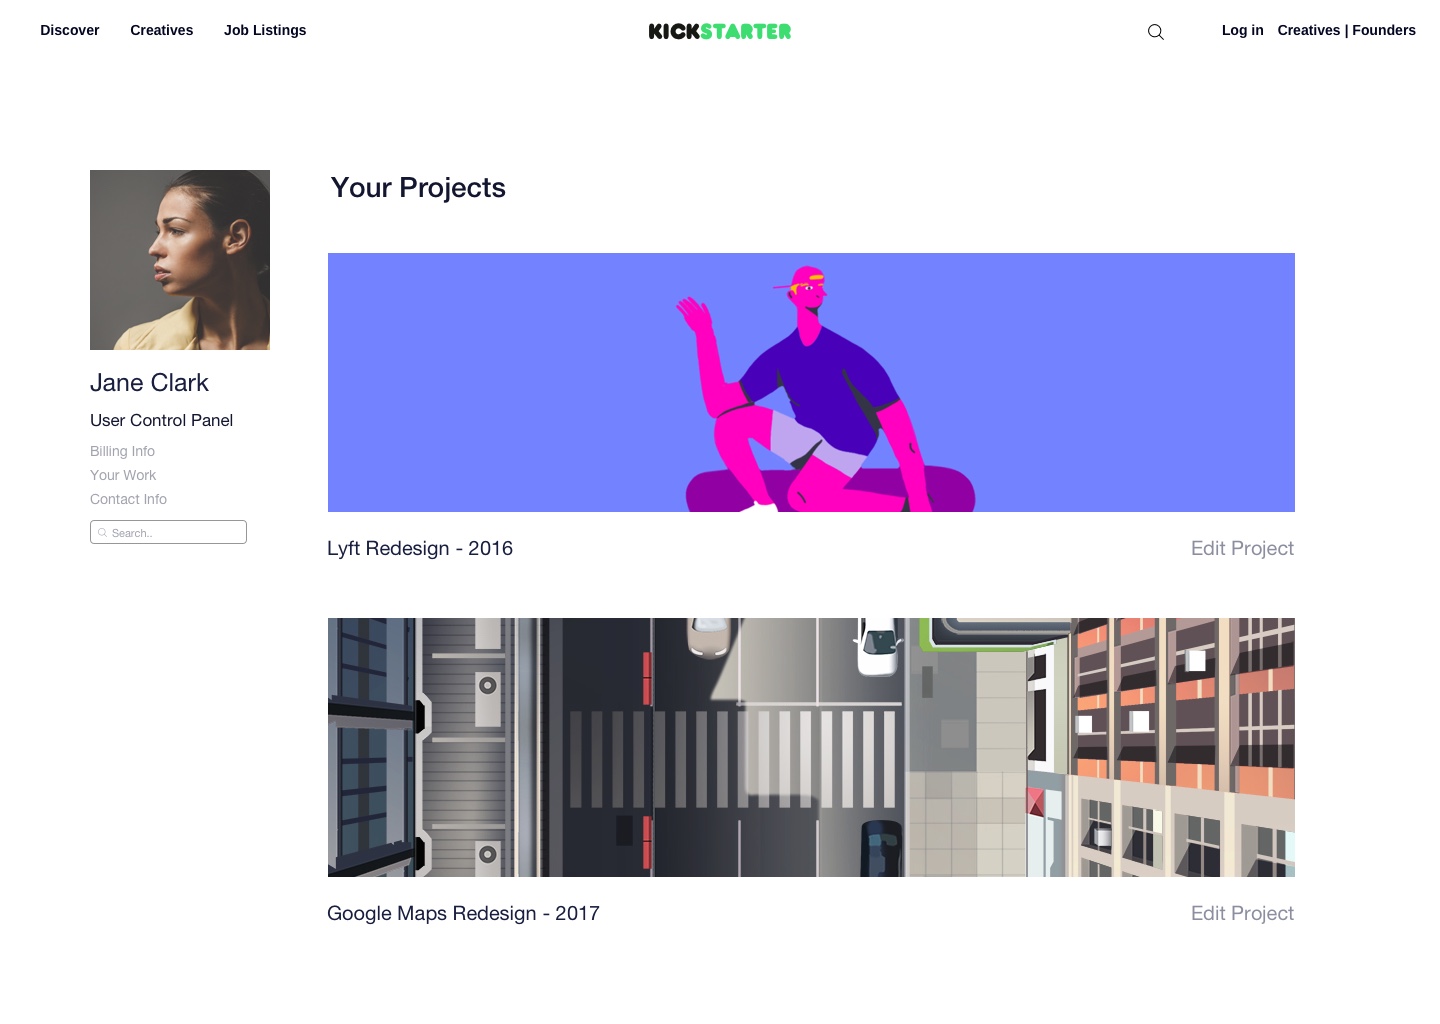 Discover Creatives Job Listings KICKSTARTER Log in Creatives | Founders
Your Projects
Jane Clark
User Control Panel
Billing Info
Your Work
Contact Info
Search..
Lyft Redesign - 2016 Edit Project
Google Maps Redesign - 2017 Edit Project